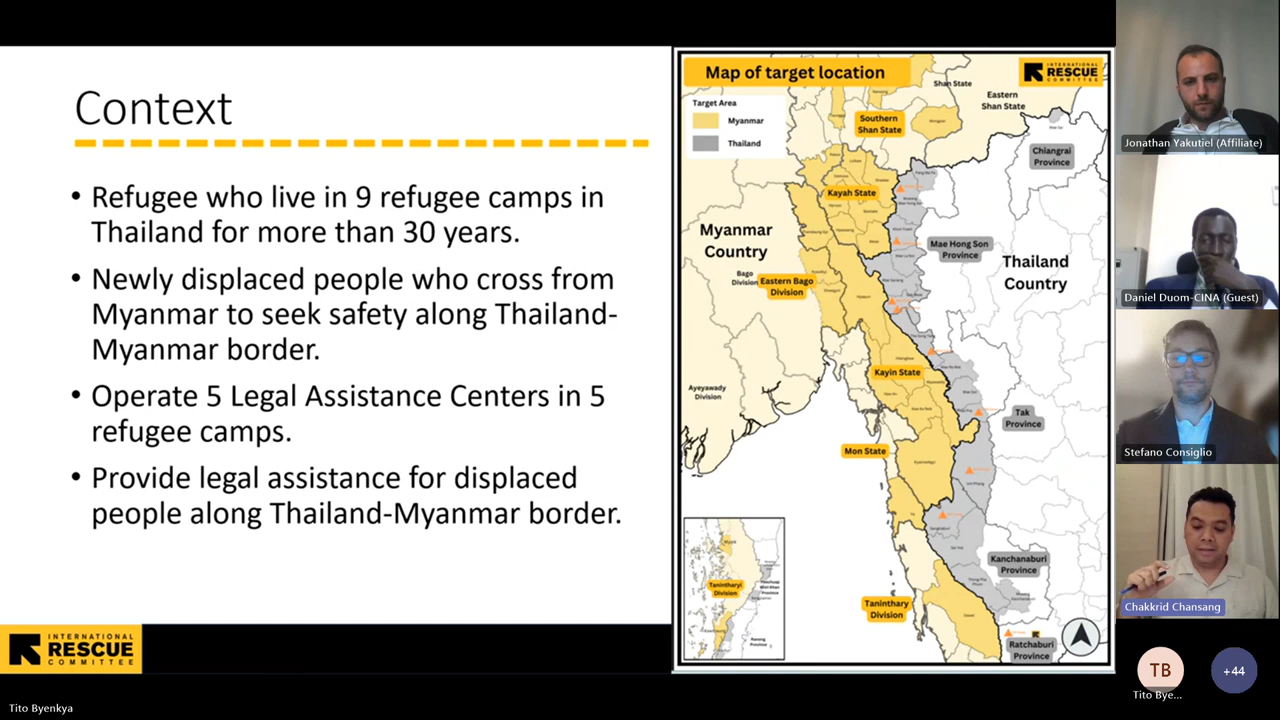 Context
• Refugee who live in 9 refugee camps in
Thailand for more than 30 years.
• Newly displaced people who cross from
Myanmar to seek safety along Thailand-
Myanmar border.
• Operate 5 Legal Assistance Centers in 5
refugee camps.
• Provide legal assistance for displaced
people along Thailand-Myanmar border.
INTERNATIONAL
RESCUE
COMMITTEE
Tito Byenkya
Map of target location
INTERNATIONAL
RESCUE
COMMITTEE
Target Area
Myanmar
Thailand
Shan State
Eastern
Shan State
Southern
Shan State
Chiangrai
Province
Kayah State
Myanmar
Country
Mae Hong Son
Province
Thailand
Country
Bago
Division
Eastern Bago
Division
Kayin State
Ayeyawady
Division
Tak
Province
Mon State
Kanchanaburi
Province
Tanintharyi
Division
Taninthary
Division
Ratchaburi
Province
Jonathan Yakutiel (Affiliate)
Daniel Duom-CINA (Guest)
Stefano Consiglio
Chakkrid Chansang
TB
Tito Bye...
+44